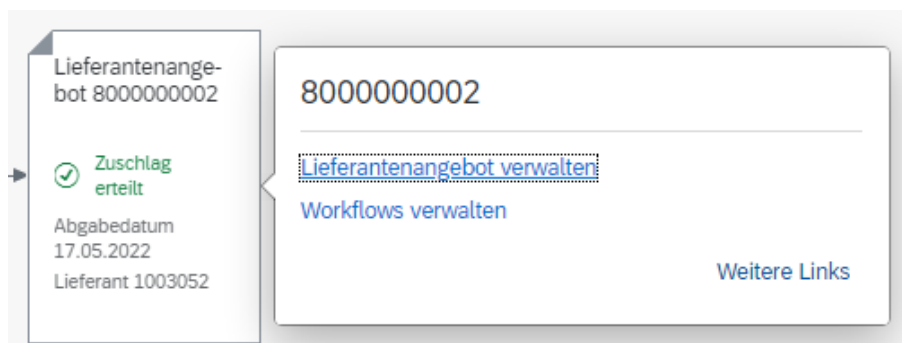 Lieferantenange-
bot 8000000002
Zuschlag
erteilt
Abgabedatum
17.05.2022
Lieferant 1003052
8000000002
Lieferantenangebot verwalten
Workflows verwalten
Weitere Links